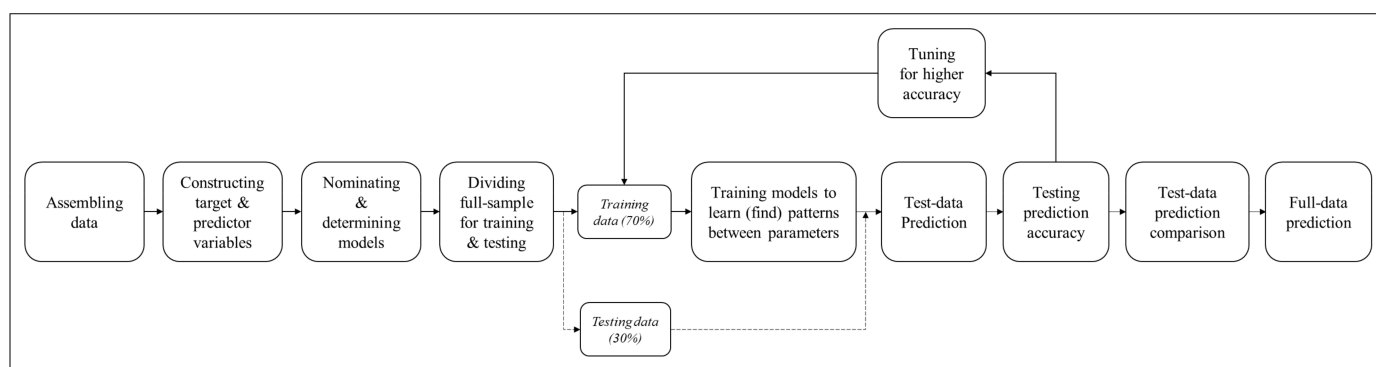 Tuning
for higher
accuracy
Assembling
data
Constructing
target &
predictor
variables
Nominating
&
determining
models
Dividing
full-sample
for training
& testing
Training
data (70%)
Training models to
learn (find) patterns
between parameters
Test-data
Prediction
Testing
prediction
accuracy
Test-data
prediction
comparison
Full-data
prediction
Testing data
(30%)